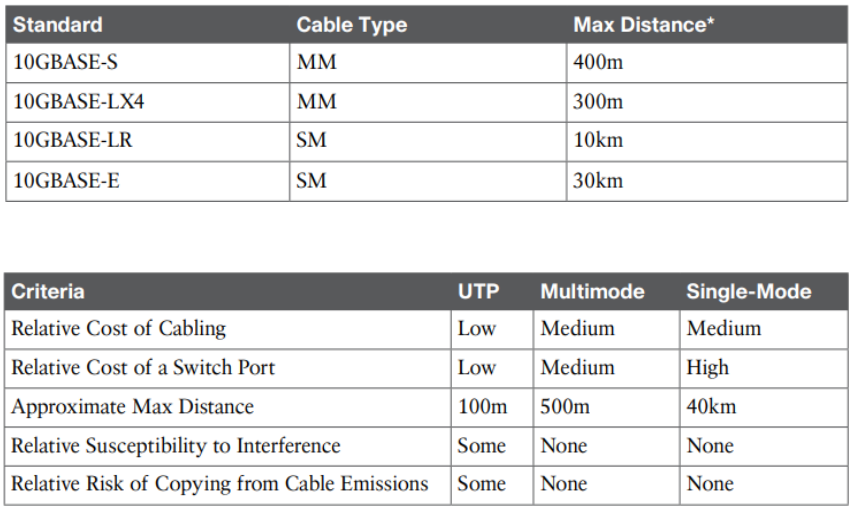 Standard Cable Type Max Distance*
10GBASE-S MM 400m
10GBASE-LX4 MM 300m
10GBASE-LR SM 10km
10GBASE-E SM 30km
Criteria UTP Multimode Single-Mode
Relative Cost of Cabling Low Medium Medium
Relative Cost of a Switch Port Low Medium High
Approximate Max Distance 100m 500m 40km
Relative Susceptibility to Interference Some None None
Relative Risk of Copying from Cable Emissions Some None None